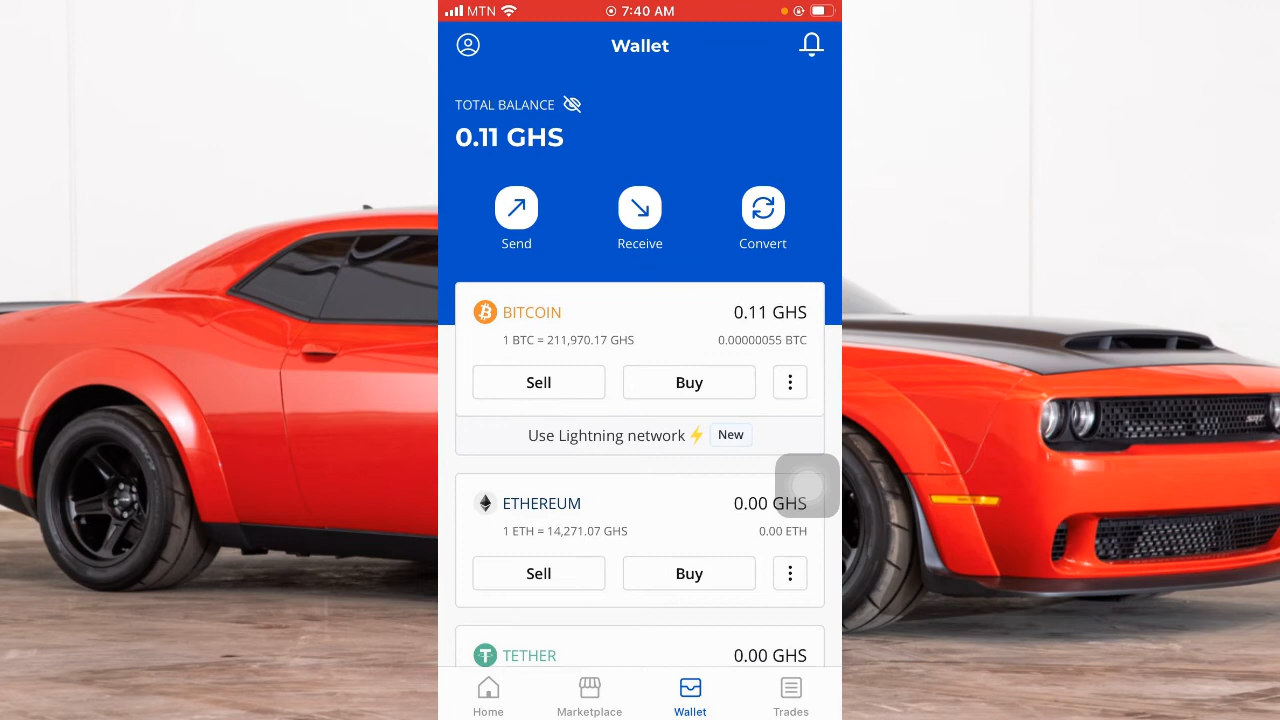 MTN 7:40 AM
Wallet
TOTAL BALANCE
0.11 GHS
Send Receive Convert
BITCOIN 0.11 GHS
1 BTC = 211,970.17 GHS 0.00000055 BTC
Sell Buy
Use Lightning network⚡ New
ETHEREUM 0.00 GHS
1 ETH = 14,271.07 GHS 0.00 ETH
Sell Buy
TETHER 0.00 GHS
Home Marketplace Wallet Trades